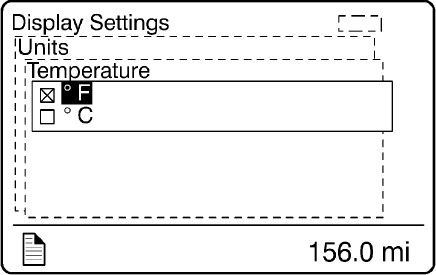 Display Settings
Units
Temperature
° F
° C
156.0 mi